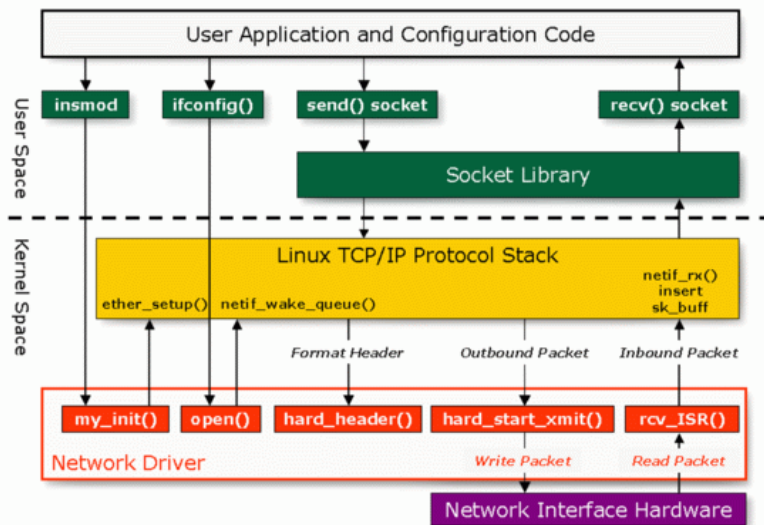 User Application and Configuration Code
User Space
insmod
ifconfig()
send() socket
recv() socket
Socket Library
Kernel Space
Linux TCP/IP Protocol Stack
ether_setup()
netif_wake_queue()
netif_rx()
insert
sk_buff
Format Header
Outbound Packet
Inbound Packet
my_init()
open()
hard_header()
hard_start_xmit()
rcv_ISR()
Network Driver
Write Packet
Read Packet
Network Interface Hardware